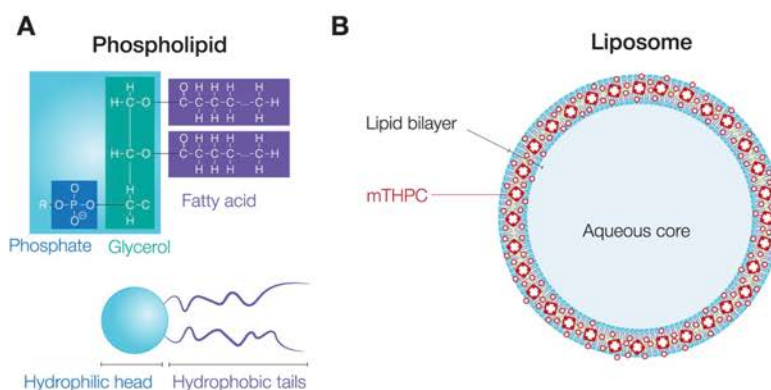 A
Phospholipid
H O H H H H
H-C-O C-C-C-C-...-C-H
H H H H
O H H H H
H-C-O C-C-C-C-...-C-H
H H H H
O H
R-O-P-O H-C C
O⊖ H
Fatty acid
Phosphate Glycerol
Hydrophilic head Hydrophobic tails
B
Liposome
Lipid bilayer
mTHPC
Aqueous core